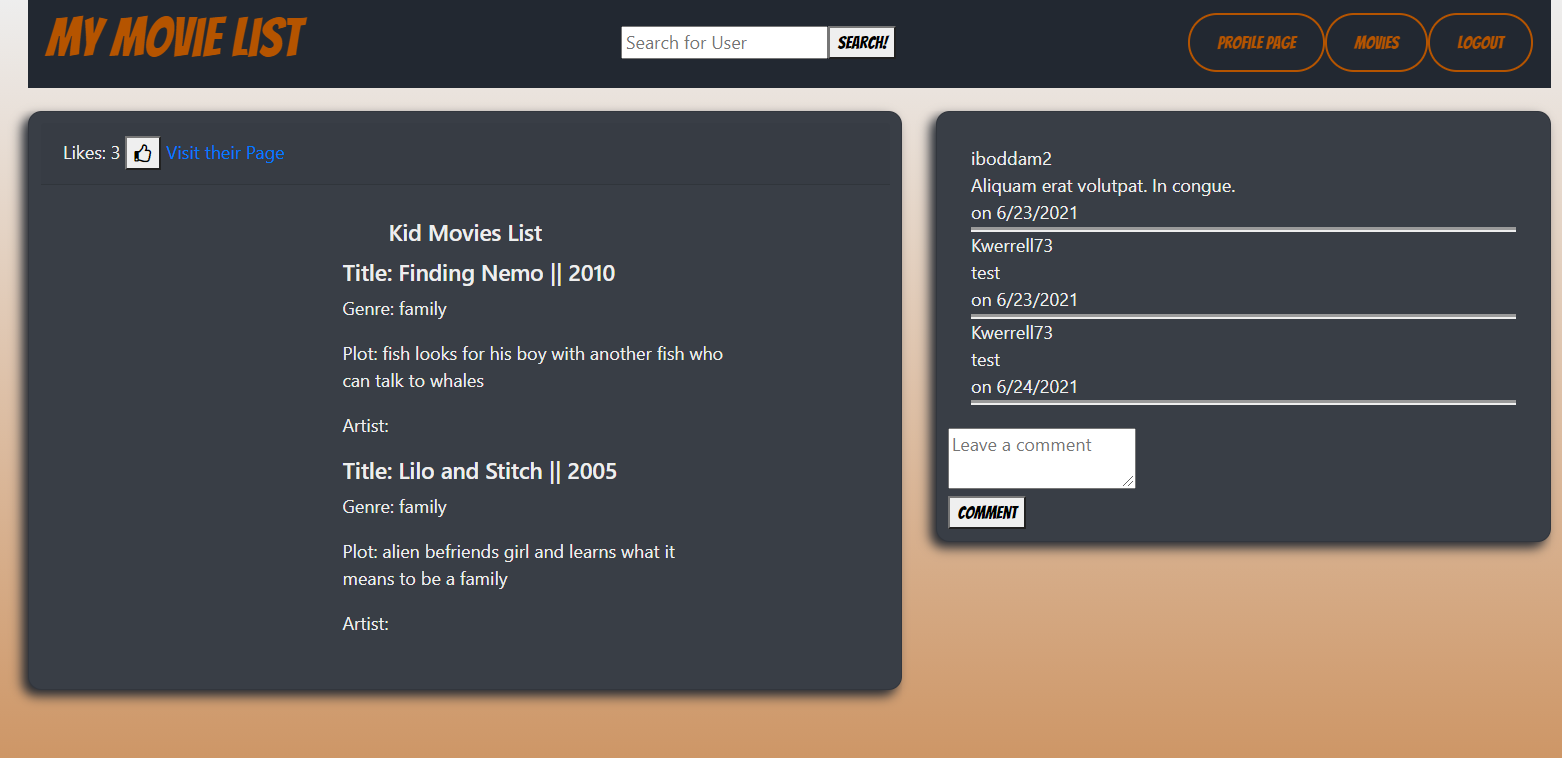 MY MOVIE LIST
Search for User
SEARCH!
PROFILE PAGE
MOVIES
LOGOUT
Likes: 3 Visit their Page
Kid Movies List
Title: Finding Nemo || 2010
Genre: family
Plot: fish looks for his boy with another fish who
can talk to whales
Artist:
Title: Lilo and Stitch || 2005
Genre: family
Plot: alien befriends girl and learns what it
means to be a family
Artist:
iboddam2
Aliquam erat volutpat. In congue.
on 6/23/2021
Kwerrell73
test
on 6/23/2021
Kwerrell73
test
on 6/24/2021
Leave a comment
COMMENT